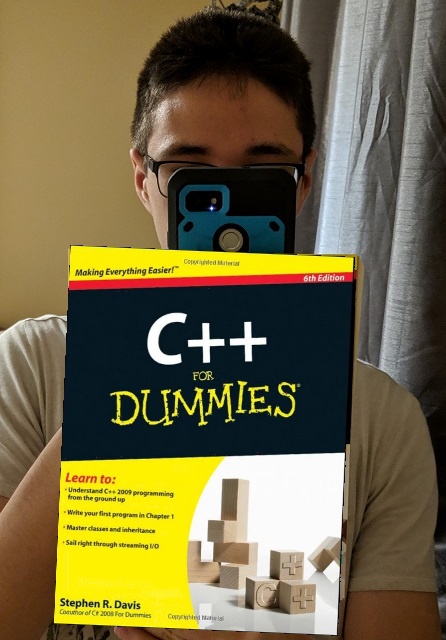 Copyrighted Material
Making Everything Easier!™
6th Edition
C++
FOR
DUMMIES®
Learn to:
• Understand C++ 2009 programming
from the ground up
• Write your first program in Chapter 1
• Master classes and inheritance
• Sail right through streaming I/O
C
+
+
Stephen R. Davis
Coauthor of C# 2008 For Dummies
Copyrighted Material